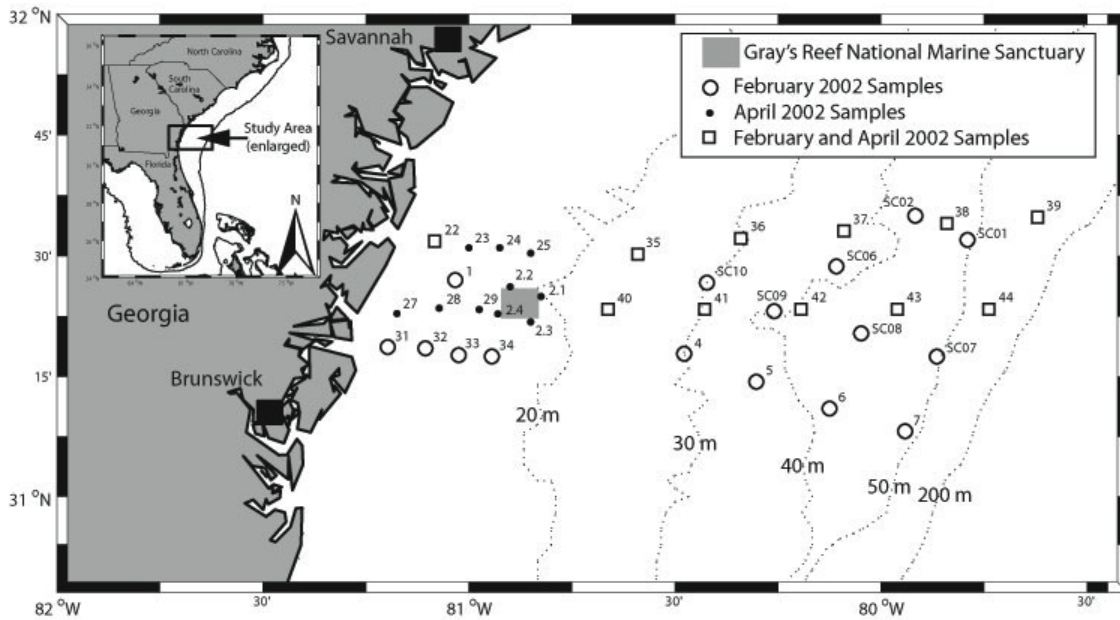 32 °N
45'
30'
15'
31 °N
82 °W
30'
81 °W
30'
80 °W
30'
North Carolina
South
Carolina
Georgia
Florida
Study Area
(enlarged)
N
Savannah
Georgia
Brunswick
Gray's Reef National Marine Sanctuary
February 2002 Samples
April 2002 Samples
February and April 2002 Samples
22
23
24
25
1
2.2
2.1
27
28
29
2.4
2.3
31
32
33
34
35
36
37
SC02
38
39
SC01
SC06
SC10
40
41
SC09
42
43
44
SC08
SC07
4
5
6
7
20 m
30 m
40 m
50 m
200 m